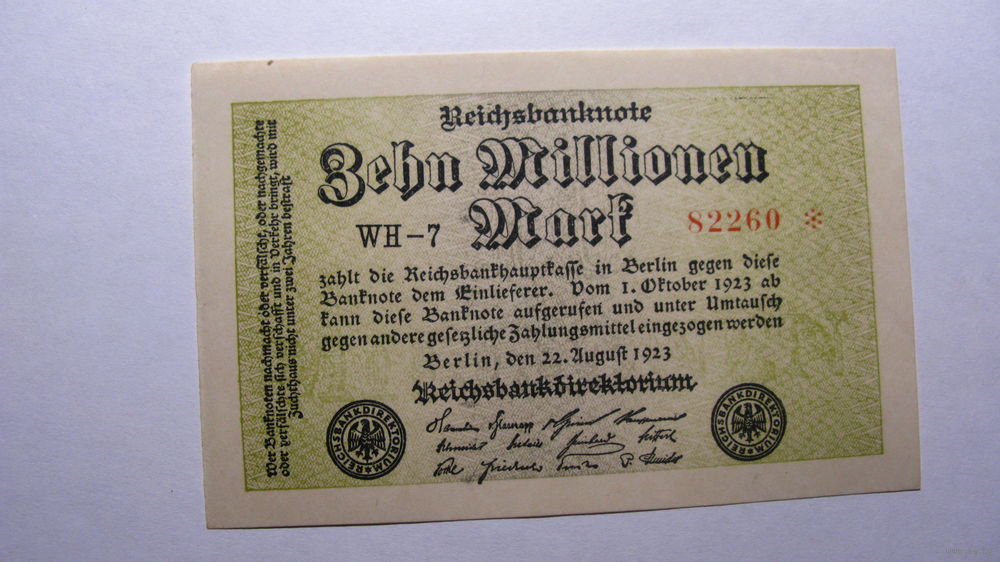 Reichsbanknote
Zehn Millionen
Mark
WH-7
82260 *
zahlt die Reichsbankhauptkasse in Berlin gegen diese
Banknote dem Einlieferer. Vom 1. Oktober 1923 ab
kann diese Banknote aufgerufen und unter Umtausch
gegen andere gesetzliche Zahlungsmittel eingezogen werden
Berlin, den 22. August 1923
Reichsbankdirektorium
REICHSBANKDIREKTORIUM
REICHSBANKDIREKTORIUM
Wer Banknoten nachmacht oder verfälscht, oder nachgemachte
oder verfälschte sich verschafft und in Verkehr bringt, wird mit
Zuchthaus nicht unter zwei Jahren bestraft